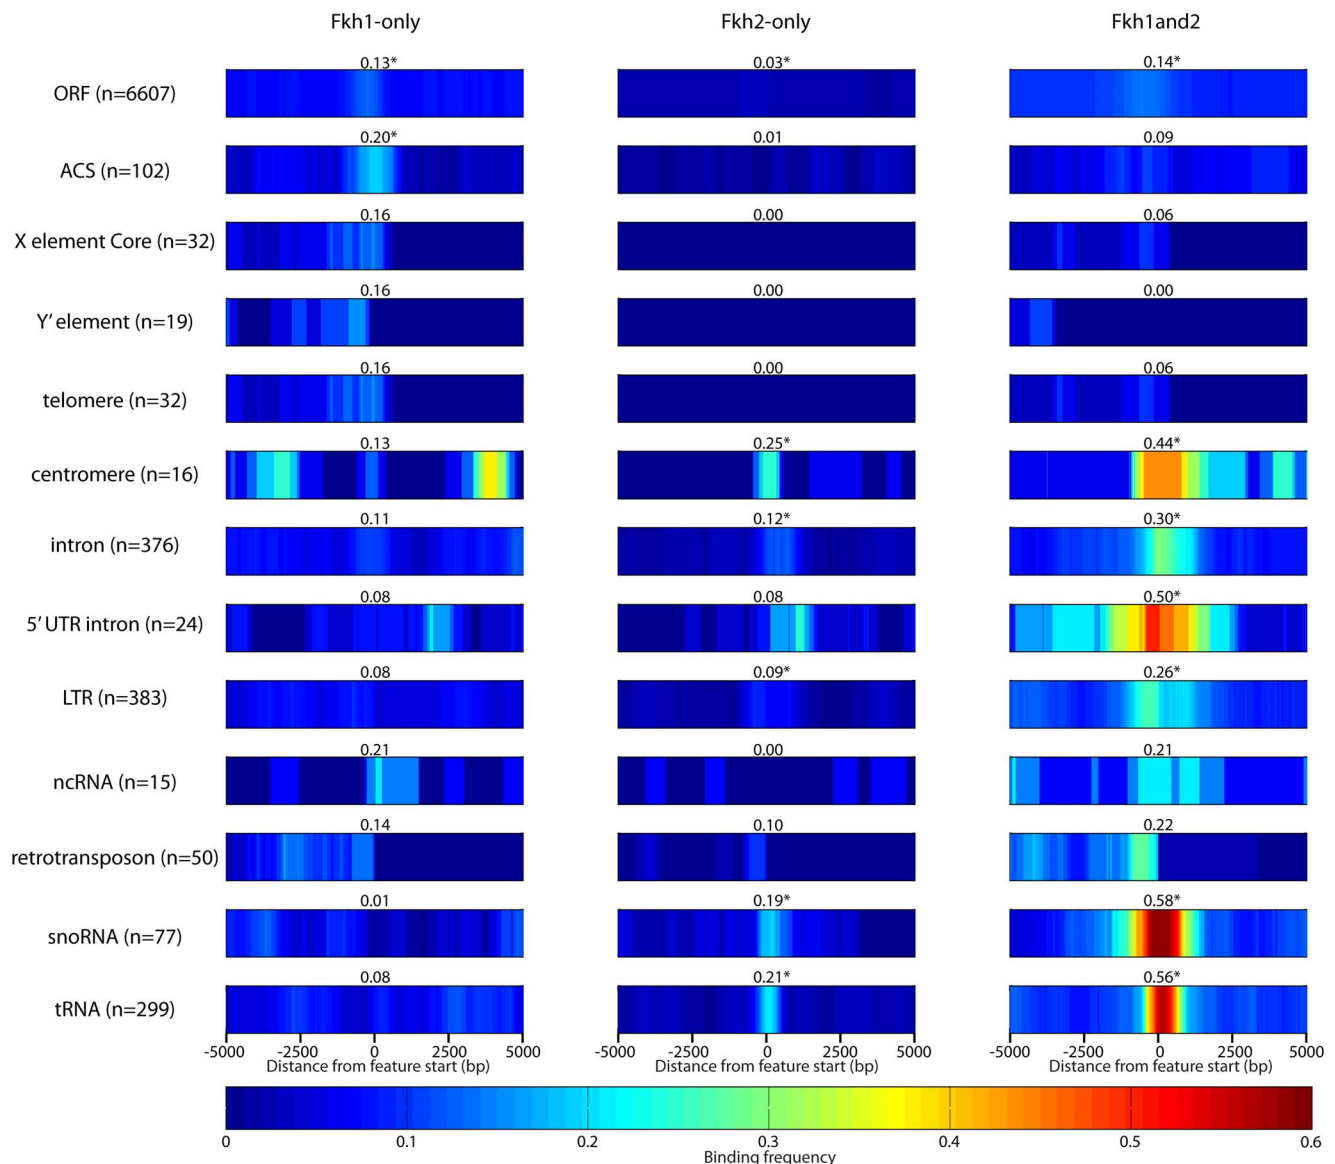 Fkh1-only Fkh2-only Fkh1and2
0.13* 0.03* 0.14*
ORF (n=6607)
0.20* 0.01 0.09
ACS (n=102)
0.16 0.00 0.06
X element Core (n=32)
0.16 0.00 0.00
Y' element (n=19)
0.16 0.00 0.06
telomere (n=32)
0.13 0.25* 0.44*
centromere (n=16)
0.11 0.12* 0.30*
intron (n=376)
0.08 0.08 0.50*
5' UTR intron (n=24)
0.08 0.09* 0.26*
LTR (n=383)
0.21 0.00 0.21
ncRNA (n=15)
0.14 0.10 0.22
retrotransposon (n=50)
0.01 0.19* 0.58*
snoRNA (n=77)
0.08 0.21* 0.56*
tRNA (n=299)
-5000 -2500 0 2500 5000 -5000 -2500 0 2500 5000 -5000 -2500 0 2500 5000
Distance from feature start (bp) Distance from feature start (bp) Distance from feature start (bp)
0 0.1 0.2 0.3 0.4 0.5 0.6
Binding frequency